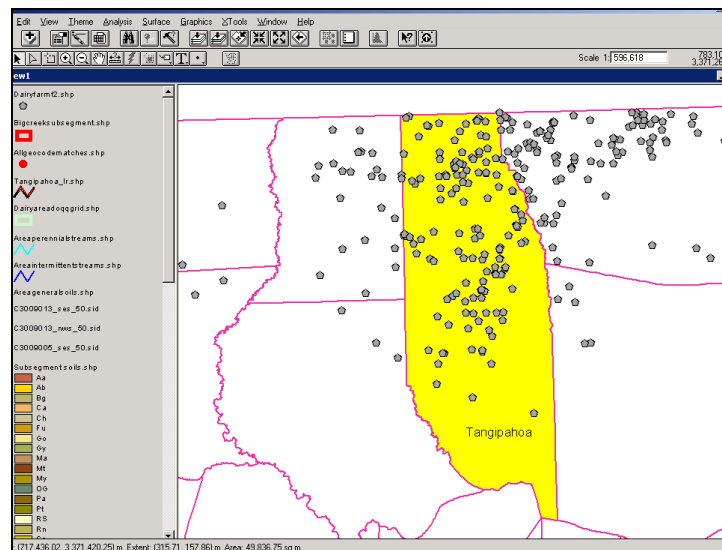 Edit View Theme Analysis Surface Graphics XTools Window Help
Scale 1: 596,618
783,10
3,371,26
ew1
Dairyfarmf2.shp
Bigcreeksubsegment.shp
Allgeocodematches.shp
Tangipahoa_lr.shp
Dairyareadoqqgrid.shp
Areaperennialstreams.shp
Areaintermittentstreams.shp
Areageneralsoils.shp
C3009013_ses_50.sid
C3009013_nws_50.sid
C3009005_ses_50.sid
Subsegment soils.shp
Aa
Ab
Bg
Ca
Ch
Fu
Go
Gy
Ma
Mt
My
OG
Pa
Pt
RS
Rn
Tangipahoa
(717,436.02, 3,371,420.25) m Extent: (315.71, 157.86) m Area: 49,836.75 sq m